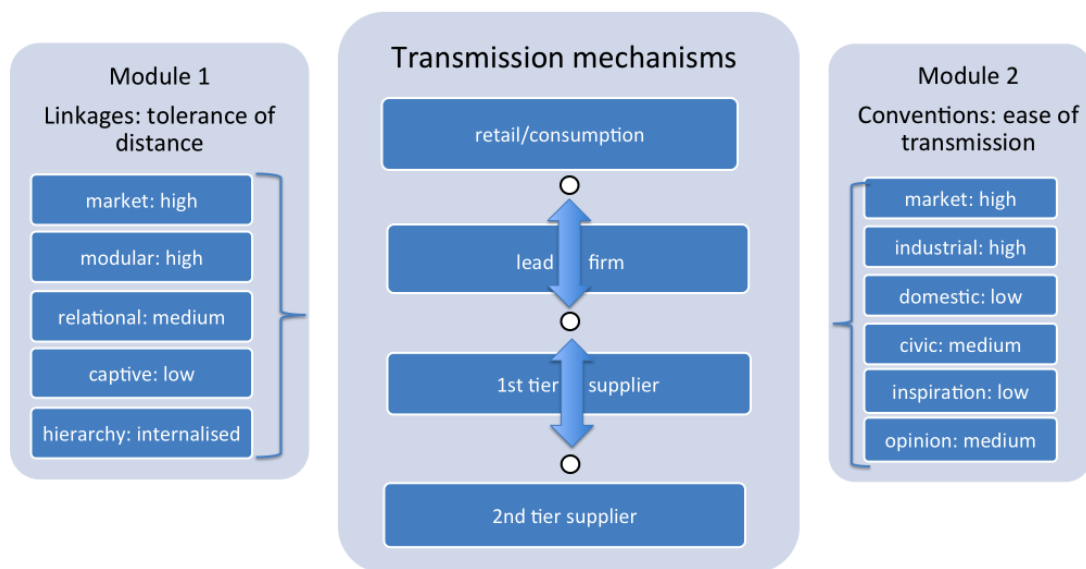 Module 1
Linkages: tolerance of
distance
market: high
modular: high
relational: medium
captive: low
hierarchy: internalised
Transmission mechanisms
retail/consumption
lead firm
1st tier supplier
2nd tier supplier
Module 2
Conventions: ease of
transmission
market: high
industrial: high
domestic: low
civic: medium
inspiration: low
opinion: medium